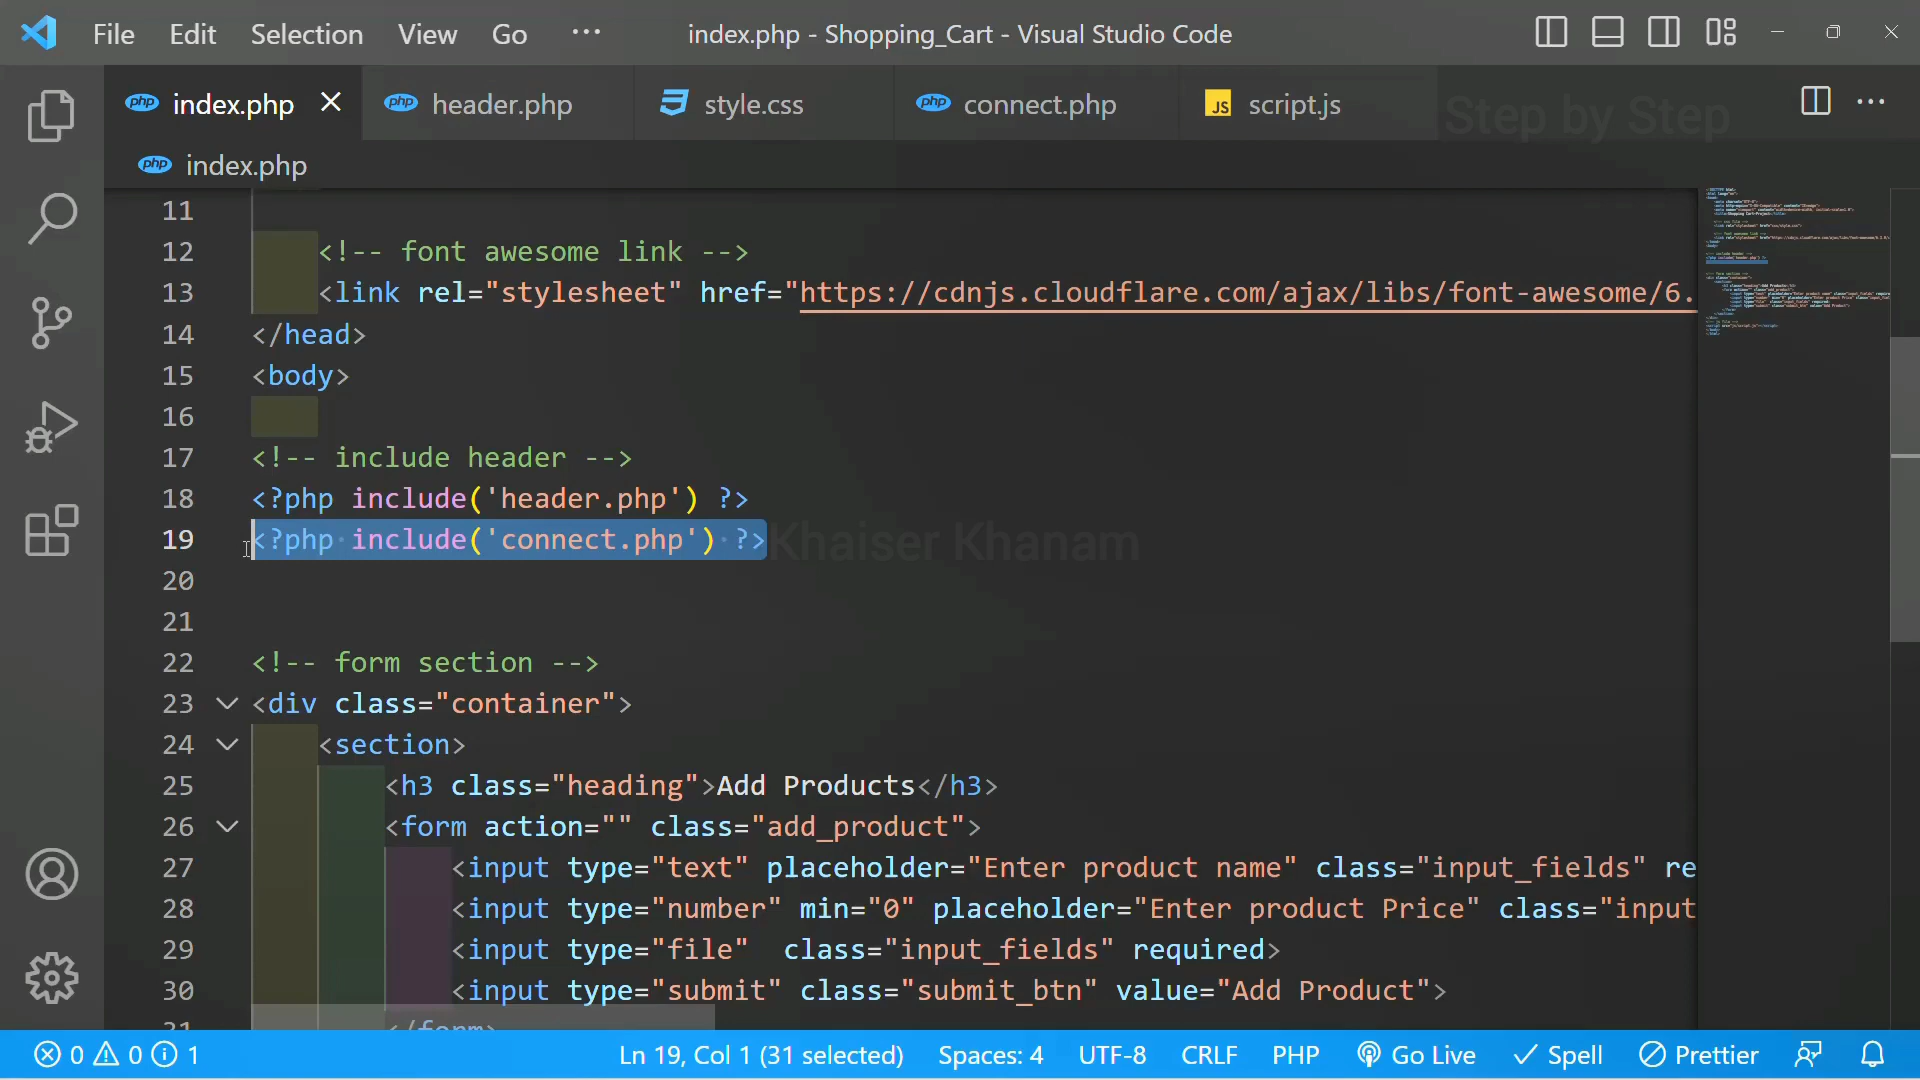 File Edit Selection View Go ··· index.php - Shopping_Cart - Visual Studio Code
php index.php php header.php style.css php connect.php JS script.js
Step by Step
php index.php
11
12 <!-- font awesome link -->
13 <link rel="stylesheet" href="https://cdnjs.cloudflare.com/ajax/libs/font-awesome/6.
14 </head>
15 <body>
16
17 <!-- include header -->
18 <?php include('header.php') ?>
19 <?php include('connect.php') ?>
Khaiser Khanam
20
21
22 <!-- form section -->
23 <div class="container">
24 <section>
25 <h3 class="heading">Add Products</h3>
26 <form action="" class="add_product">
27 <input type="text" placeholder="Enter product name" class="input_fields" re
28 <input type="number" min="0" placeholder="Enter product Price" class="input
29 <input type="file"  class="input_fields" required>
30 <input type="submit" class="submit_btn" value="Add Product">
31 </form>
0 0 1 Ln 19, Col 1 (31 selected) Spaces: 4 UTF-8 CRLF PHP Go Live Spell Prettier